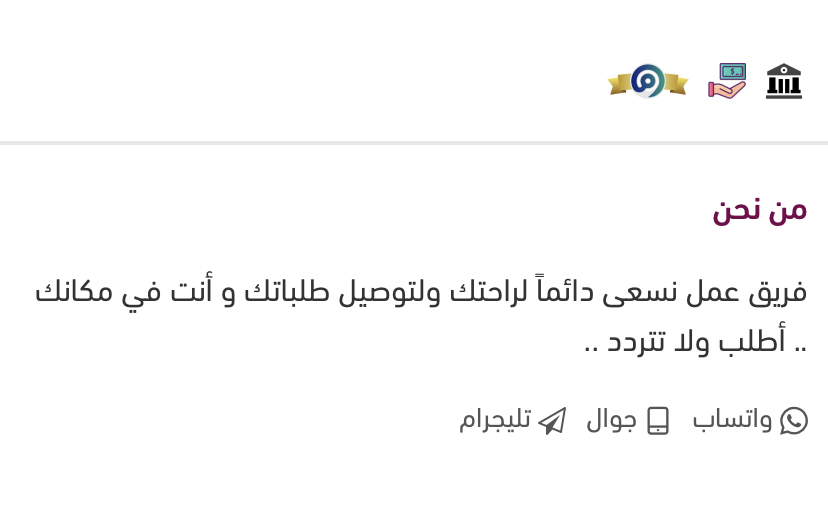 من نحن
فريق عمل نسعى دائماً لراحتك ولتوصيل طلباتك و أنت في مكانك
.. أطلب ولا تتردد ..
واتساب جوال تليجرام